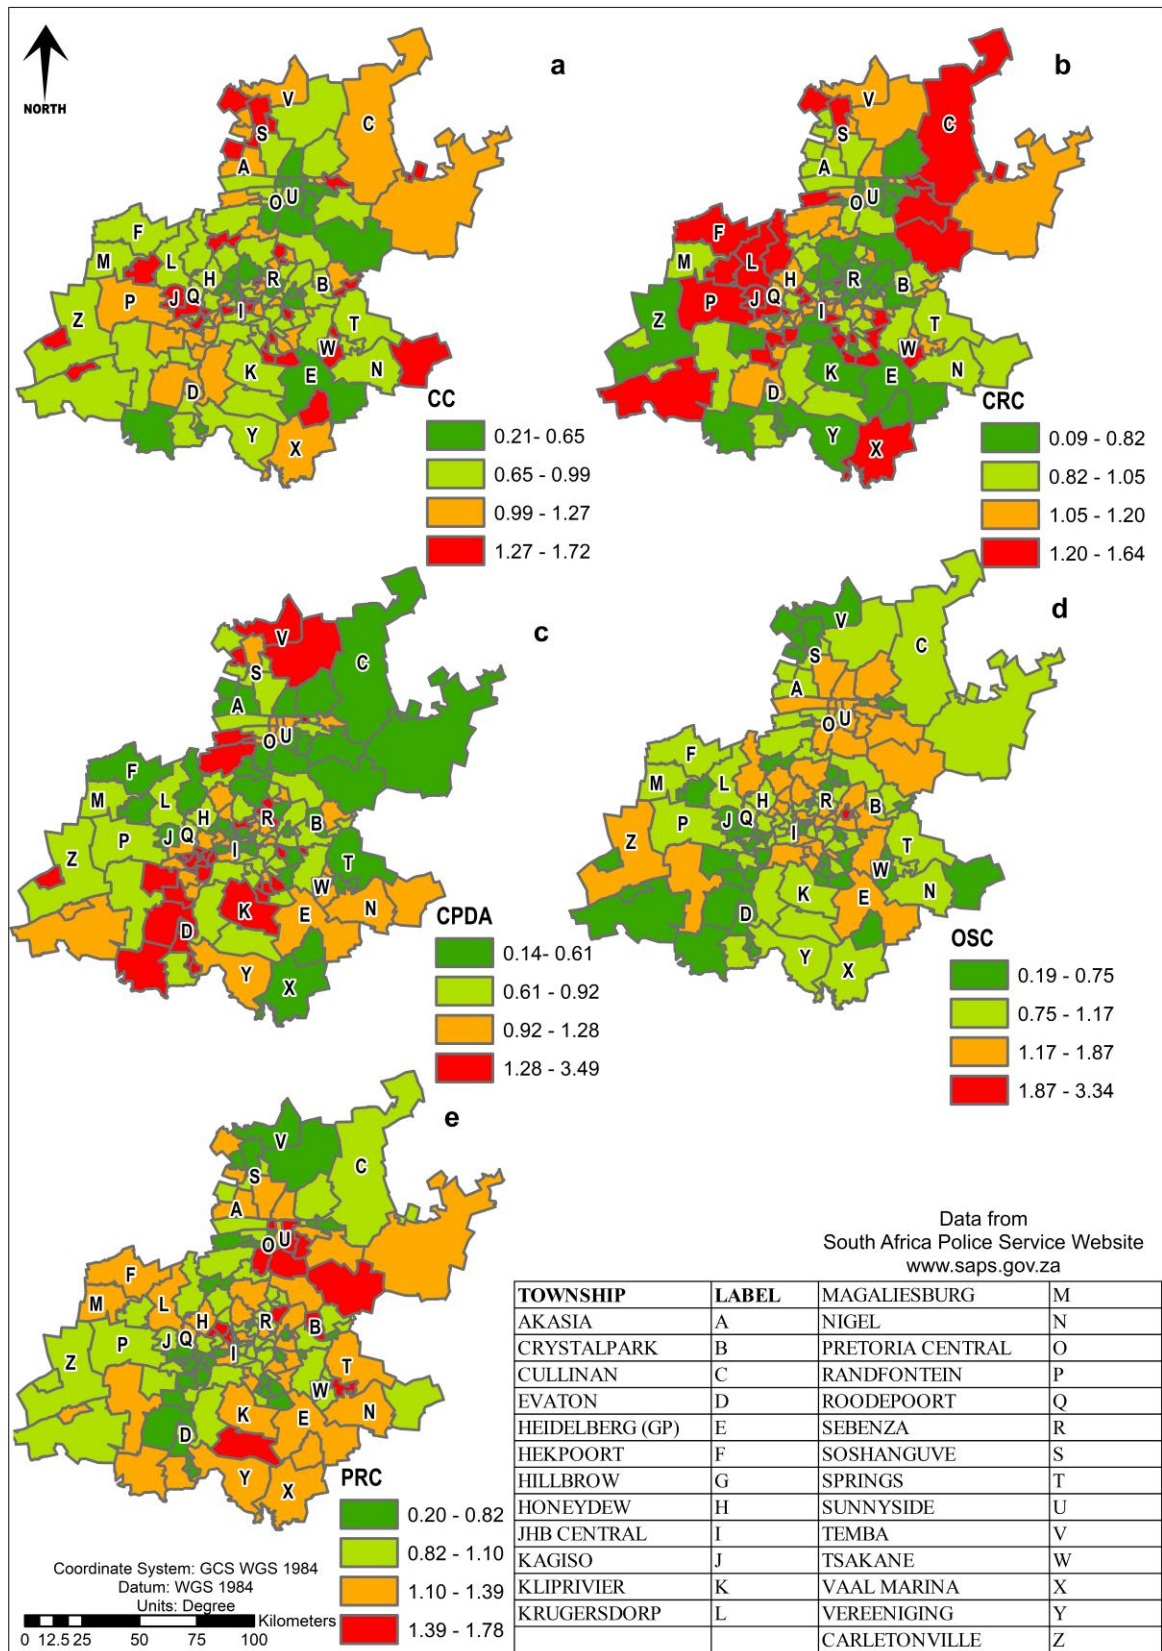 NORTH
a
V
C
S
A
O U
F
M
L
H
R
B
P
J Q
Z
I
T
W
K
E
N
D
Y
X
CC
0.21- 0.65
0.65 - 0.99
0.99 - 1.27
1.27 - 1.72
b
V
C
S
A
O U
F
M
L
H
R
B
P
J Q
Z
I
T
W
K
E
N
D
Y
X
CRC
0.09 - 0.82
0.82 - 1.05
1.05 - 1.20
1.20 - 1.64
c
V
C
S
A
O U
F
M
L
H
R
B
P
J Q
Z
I
T
W
K
E
N
D
Y
X
CPDA
0.14- 0.61
0.61 - 0.92
0.92 - 1.28
1.28 - 3.49
d
V
C
S
A
O U
F
M
L
H
R
B
P
J Q
Z
I
T
W
K
E
N
D
Y
X
OSC
0.19 - 0.75
0.75 - 1.17
1.17 - 1.87
1.87 - 3.34
e
V
C
S
A
O U
F
M
L
H
R
B
P
J Q
Z
I
T
W
K
E
N
D
Y
X
PRC
0.20 - 0.82
0.82 - 1.10
1.10 - 1.39
1.39 - 1.78
Coordinate System: GCS WGS 1984
Datum: WGS 1984
Units: Degree
Kilometers
0 12.5 25 50 75 100
Data from
South Africa Police Service Website
www.saps.gov.za
TOWNSHIP LABEL MAGALIESBURG M
AKASIA A NIGEL N
CRYSTALPARK B PRETORIA CENTRAL O
CULLINAN C RANDFONTEIN P
EVATON D ROODEPOORT Q
HEIDELBERG (GP) E SEBENZA R
HEKPOORT F SOSHANGUVE S
HILLBROW G SPRINGS T
HONEYDEW H SUNNYSIDE U
JHB CENTRAL I TEMBA V
KAGISO J TSAKANE W
KLIPRIVIER K VAAL MARINA X
KRUGERSDORP L VEREENIGING Y
CARLETONVILLE Z